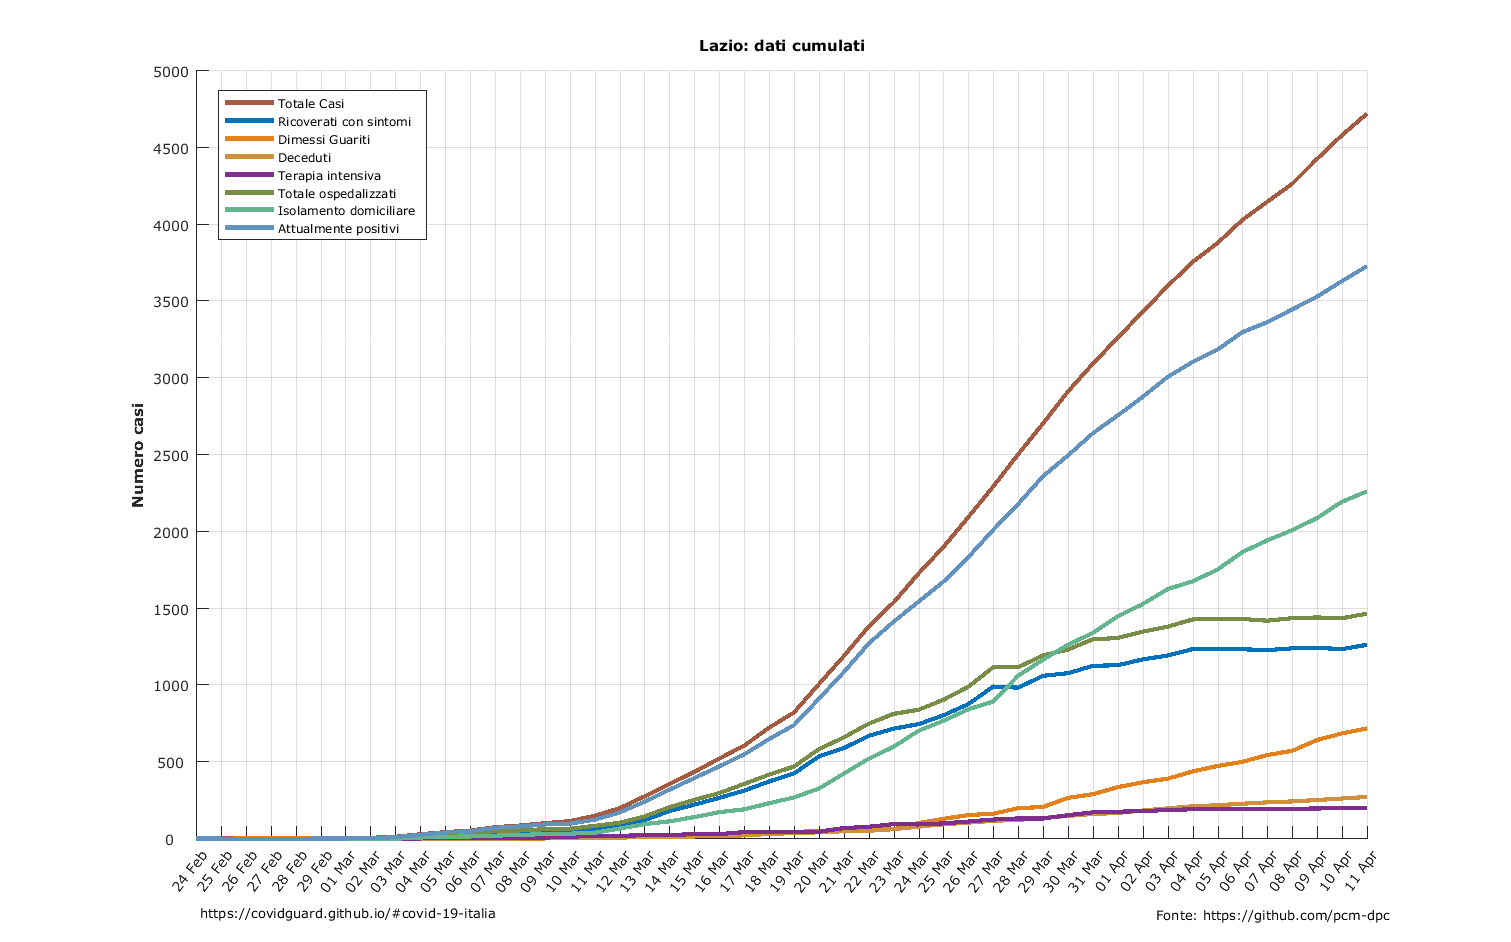 Lazio: dati cumulati
5000
4500
4000
3500
3000
2500
2000
1500
1000
500
0
Numero casi
Totale Casi
Ricoverati con sintomi
Dimessi Guariti
Deceduti
Terapia intensiva
Totale ospedalizzati
Isolamento domiciliare
Attualmente positivi
24 Feb
25 Feb
26 Feb
27 Feb
28 Feb
29 Feb
01 Mar
02 Mar
03 Mar
04 Mar
05 Mar
06 Mar
07 Mar
08 Mar
09 Mar
10 Mar
11 Mar
12 Mar
13 Mar
14 Mar
15 Mar
16 Mar
17 Mar
18 Mar
19 Mar
20 Mar
21 Mar
22 Mar
23 Mar
24 Mar
25 Mar
26 Mar
27 Mar
28 Mar
29 Mar
30 Mar
31 Mar
01 Apr
02 Apr
03 Apr
04 Apr
05 Apr
06 Apr
07 Apr
08 Apr
09 Apr
10 Apr
11 Apr
https://covidguard.github.io/#covid-19-italia
Fonte: https://github.com/pcm-dpc